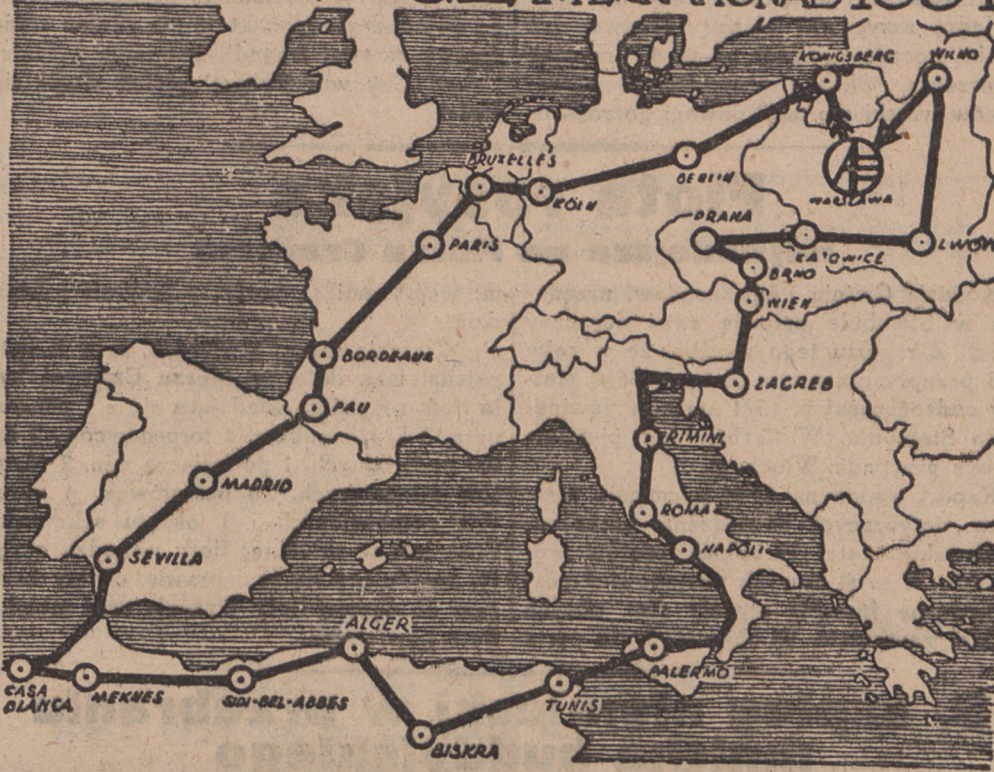 KÖNIGSBERG
WILNO
BRUXELLES
BERLIN
WARSZAWA
KÖLN
PARIS
PRAHA
KATOWICE
LWÓW
BRNO
WIEN
BORDEAUX
ZAGREB
PAU
RIMINI
MADRID
ROMA
NAPOLI
SEVILLA
ALGER
PALERMO
CASA
BLANCA
MEKNES
SIDI-BEL-ABBES
TUNIS
BISKRA